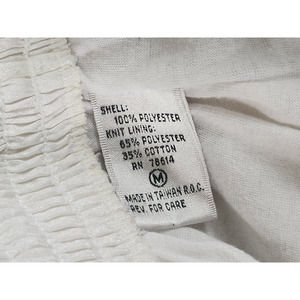 SHELL:
100% POLYESTER
KNIT LINING:
65% POLYESTER
35% COTTON
RN 78614
M
MADE IN TAIWAN R.O.C.
REV. FOR CARE